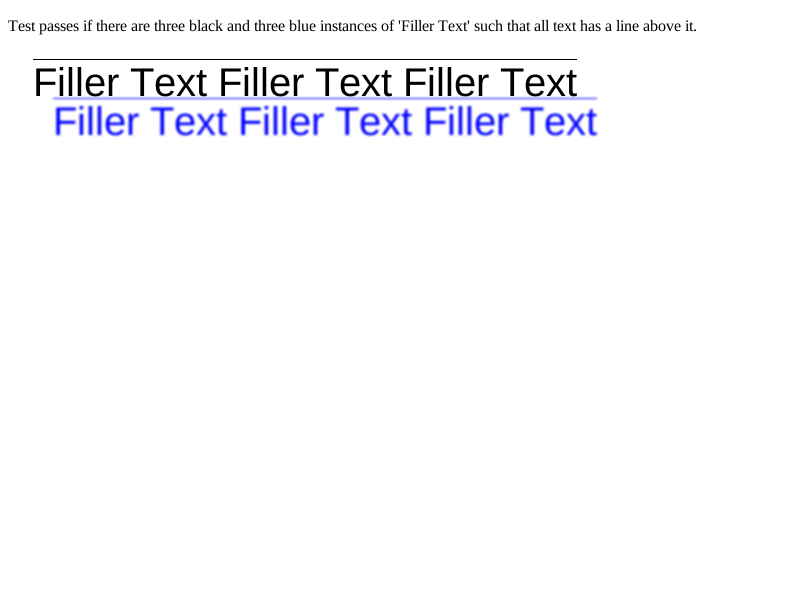 Test passes if there are three black and three blue instances of 'Filler Text' such that all text has a line above it.
Filler Text Filler Text Filler Text
Filler Text Filler Text Filler Text